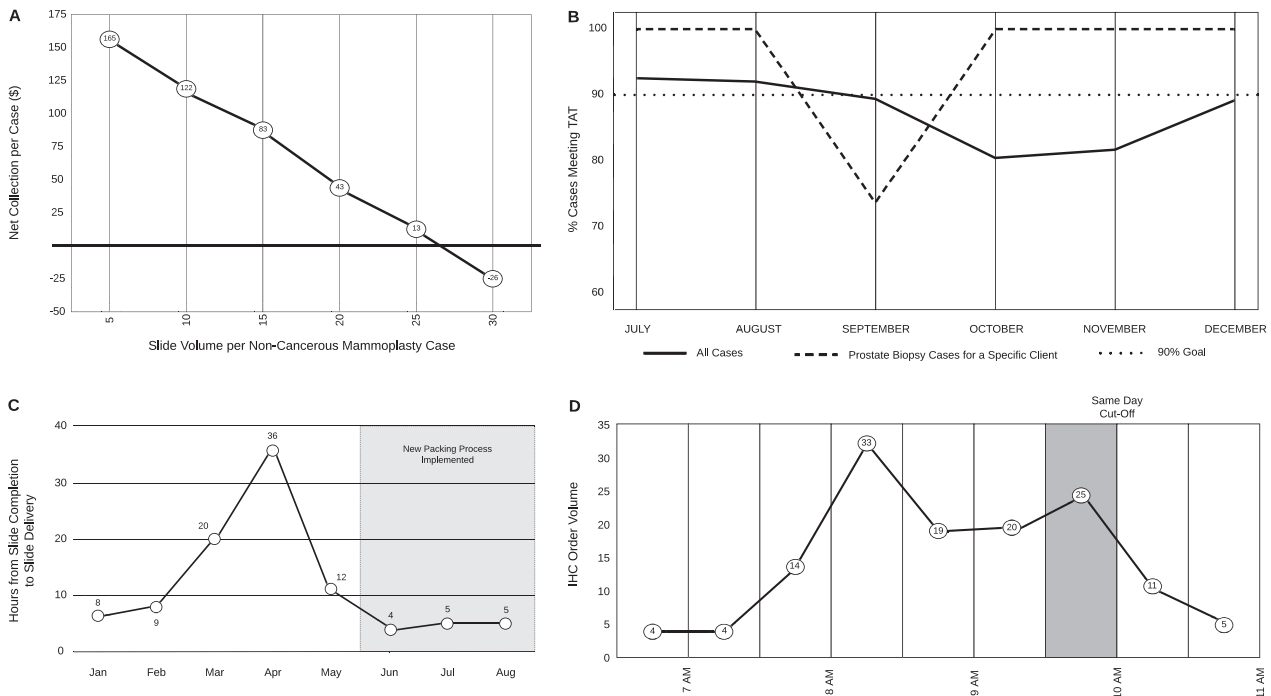 A
175
150
125
100
75
50
25
-25
-50
Net Collection per Case ($)
165
122
83
43
13
-26
5
10
15
20
25
30
Slide Volume per Non-Cancerous Mammoplasty Case
B
100
90
80
70
60
% Cases Meeting TAT
JULY
AUGUST
SEPTEMBER
OCTOBER
NOVEMBER
DECEMBER
All Cases
Prostate Biopsy Cases for a Specific Client
90% Goal
C
40
30
20
10
0
Hours from Slide Completion
to Slide Delivery
8
9
20
36
12
4
5
5
New Packing Process
Implemented
Jan
Feb
Mar
Apr
May
Jun
Jul
Aug
D
Same Day
Cut-Off
35
30
25
20
15
10
5
0
IHC Order Volume
4
4
14
33
19
20
25
11
5
7 AM
8 AM
9 AM
10 AM
11 AM